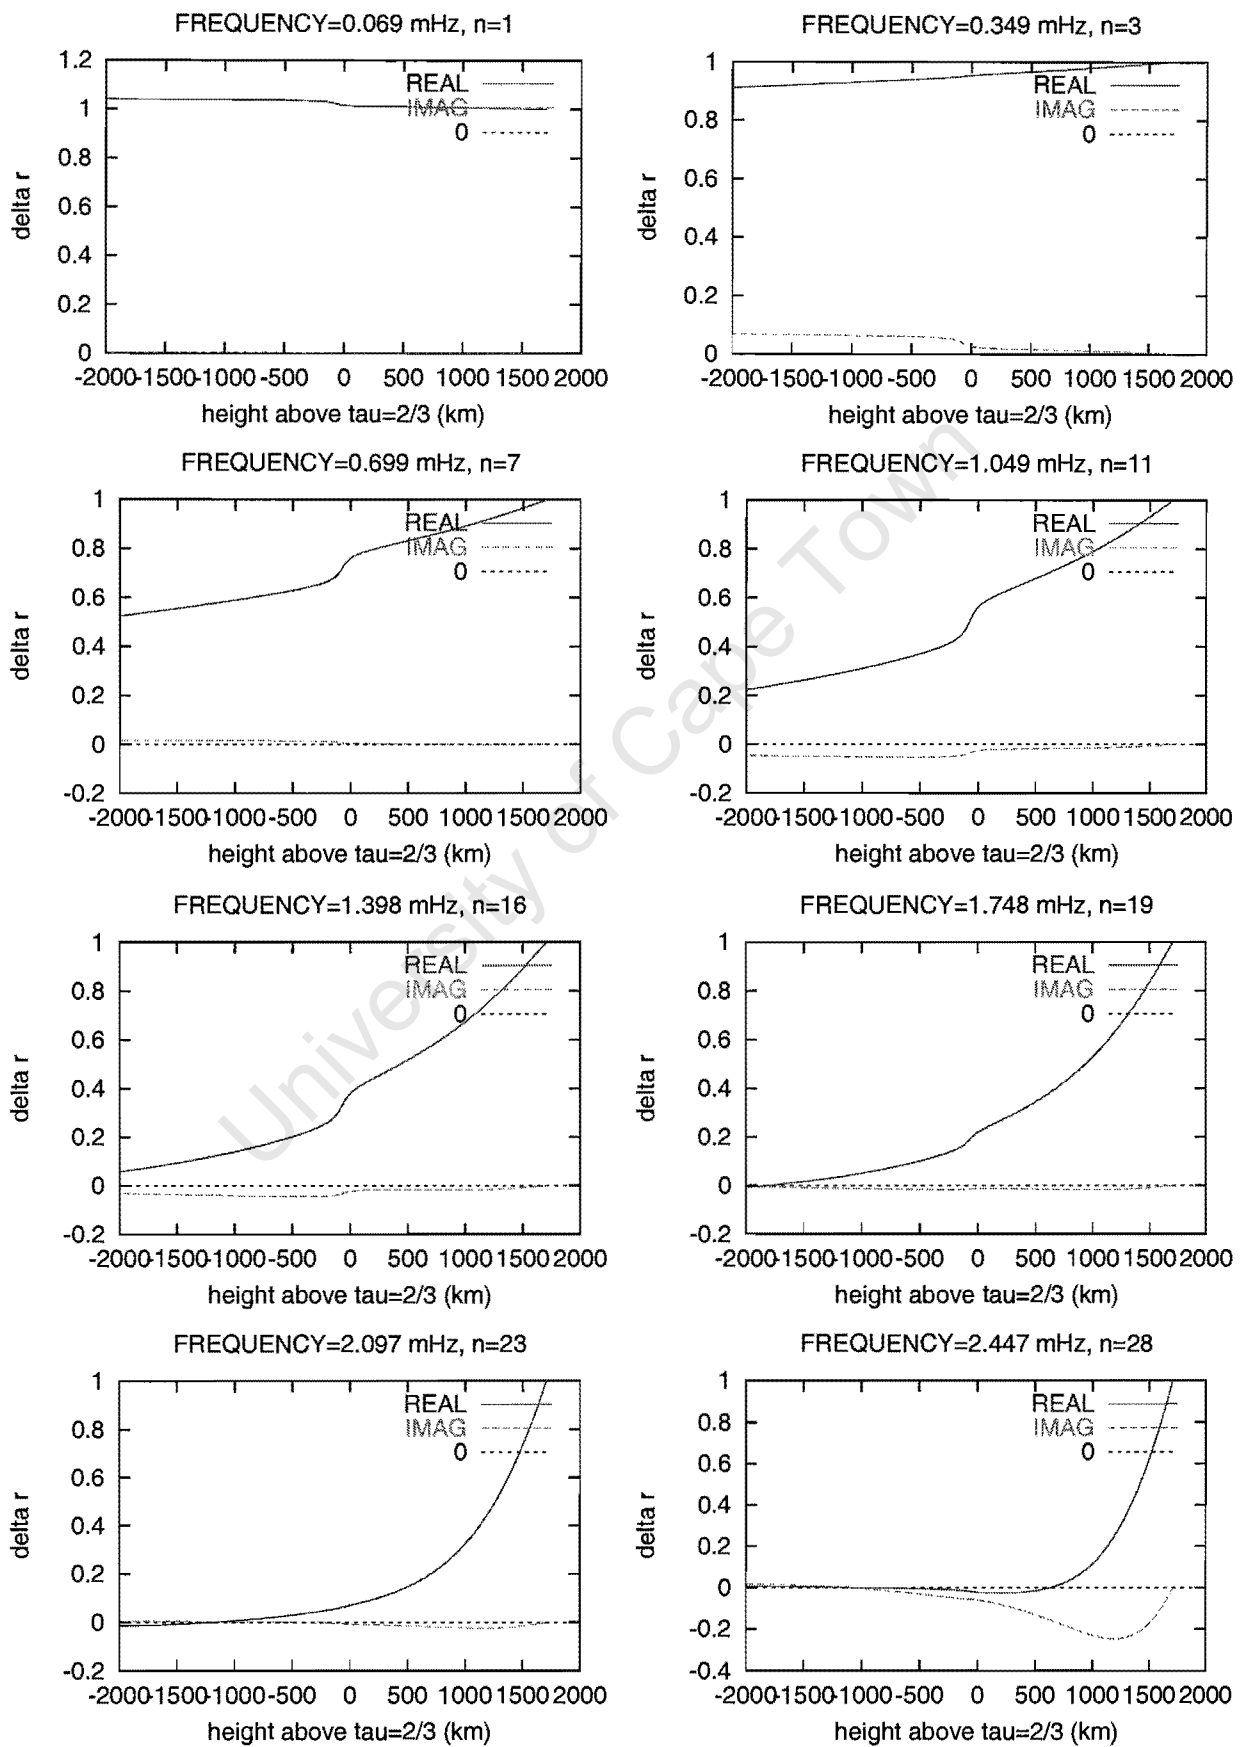 FREQUENCY=0.069 mHz, n=1
1.2
1
0.8
0.6
0.4
0.2
0
delta r
REAL
IMAG
0
-2000-1500-1000 -500 0 500 1000 1500 2000
height above tau=2/3 (km)
FREQUENCY=0.349 mHz, n=3
1
0.8
0.6
0.4
0.2
0
delta r
REAL
IMAG
0
-2000-1500-1000 -500 0 500 1000 1500 2000
height above tau=2/3 (km)
FREQUENCY=0.699 mHz, n=7
1
0.8
0.6
0.4
0.2
0
-0.2
delta r
REAL
IMAG
0
-2000-1500-1000 -500 0 500 1000 1500 2000
height above tau=2/3 (km)
FREQUENCY=1.049 mHz, n=11
1
0.8
0.6
0.4
0.2
0
-0.2
delta r
REAL
IMAG
0
-2000-1500-1000 -500 0 500 1000 1500 2000
height above tau=2/3 (km)
FREQUENCY=1.398 mHz, n=16
1
0.8
0.6
0.4
0.2
0
-0.2
delta r
REAL
IMAG
0
-2000-1500-1000 -500 0 500 1000 1500 2000
height above tau=2/3 (km)
FREQUENCY=1.748 mHz, n=19
1
0.8
0.6
0.4
0.2
0
-0.2
delta r
REAL
IMAG
0
-2000-1500-1000 -500 0 500 1000 1500 2000
height above tau=2/3 (km)
FREQUENCY=2.097 mHz, n=23
1
0.8
0.6
0.4
0.2
0
-0.2
delta r
REAL
IMAG
0
-2000-1500-1000 -500 0 500 1000 1500 2000
height above tau=2/3 (km)
FREQUENCY=2.447 mHz, n=28
1
0.8
0.6
0.4
0.2
0
-0.2
-0.4
delta r
REAL
IMAG
0
-2000-1500-1000 -500 0 500 1000 1500 2000
height above tau=2/3 (km)
University of Cape Town